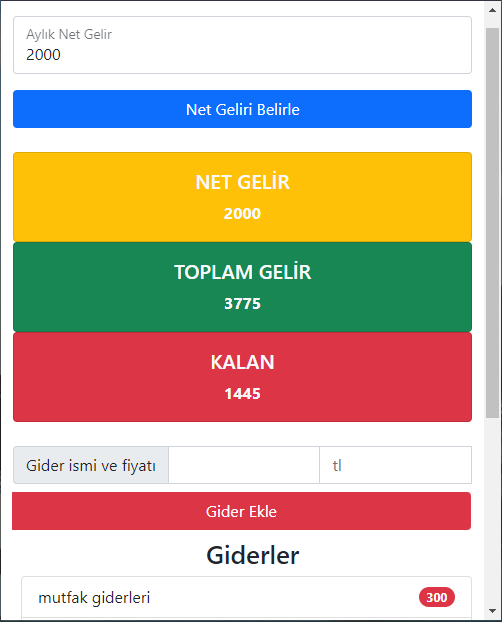 Aylık Net Gelir
2000
Net Geliri Belirle
NET GELİR
2000
TOPLAM GELİR
3775
KALAN
1445
Gider ismi ve fiyatı tl
Gider Ekle
Giderler
mutfak giderleri 300